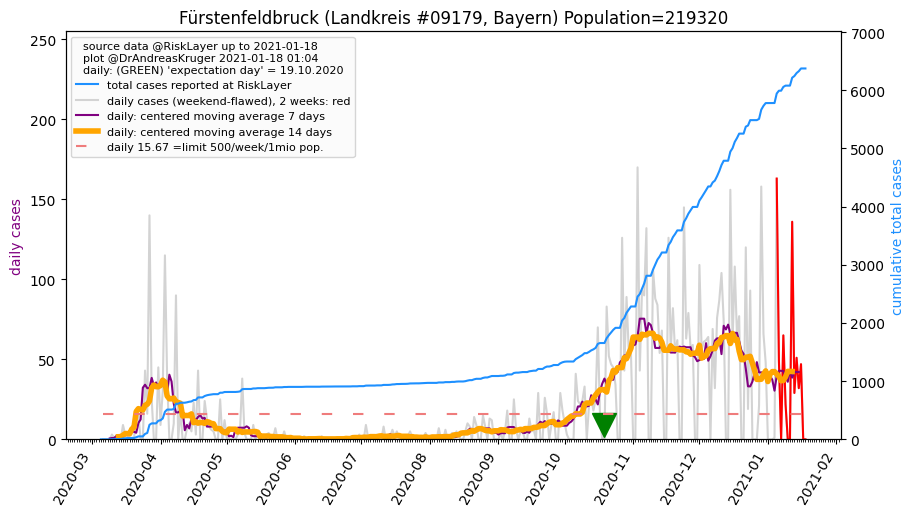 Fürstenfeldbruck (Landkreis #09179, Bayern) Population=219320
source data @RiskLayer up to 2021-01-18
plot @DrAndreasKruger 2021-01-18 01:04
daily: (GREEN) 'expectation day' = 19.10.2020
total cases reported at RiskLayer
daily cases (weekend-flawed), 2 weeks: red
daily: centered moving average 7 days
daily: centered moving average 14 days
daily 15.67 =limit 500/week/1mio pop.
daily cases
250
200
150
100
50
0
cumulative total cases
7000
6000
5000
4000
3000
2000
1000
0
2020-03
2020-04
2020-05
2020-06
2020-07
2020-08
2020-09
2020-10
2020-11
2020-12
2021-01
2021-02